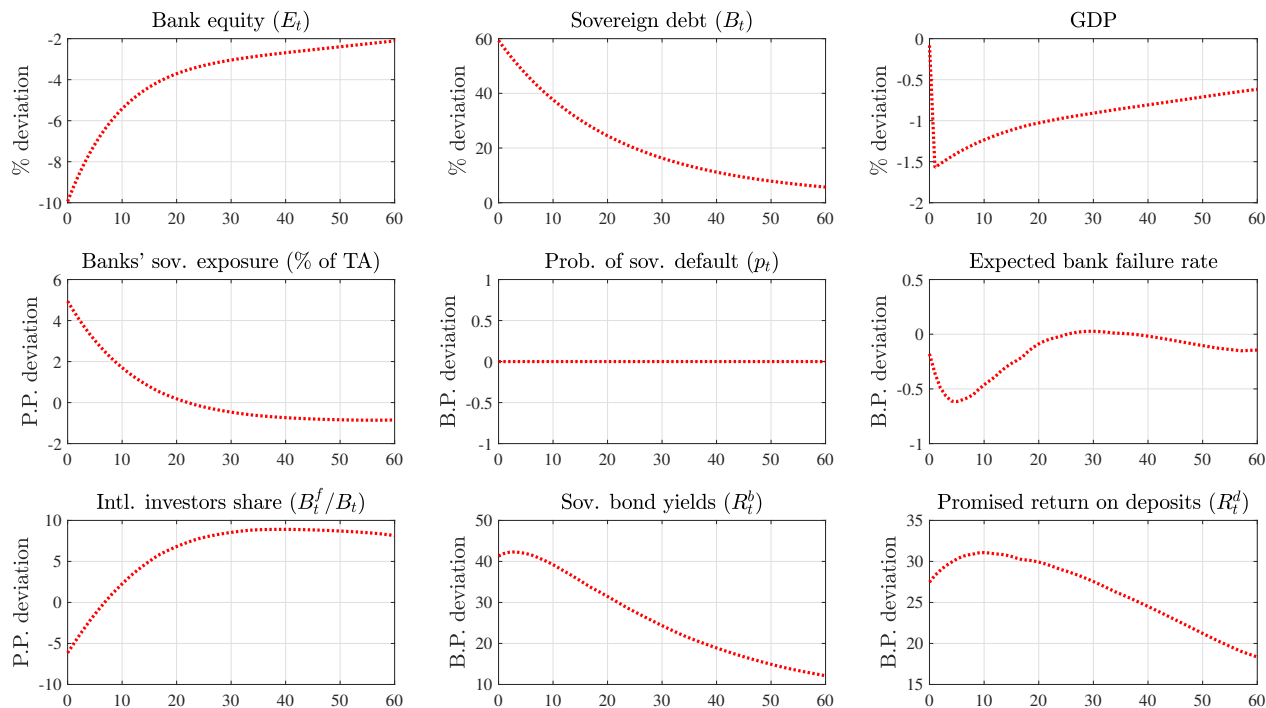 Bank equity (E_t)
% deviation
-2
-4
-6
-8
-10
0 10 20 30 40 50 60
Sovereign debt (B_t)
% deviation
60
40
20
0
0 10 20 30 40 50 60
GDP
% deviation
0
-0.5
-1
-1.5
-2
0 10 20 30 40 50 60
Banks' sov. exposure (% of TA)
P.P. deviation
6
4
2
0
-2
0 10 20 30 40 50 60
Prob. of sov. default (p_t)
B.P. deviation
1
0.5
0
-0.5
-1
0 10 20 30 40 50 60
Expected bank failure rate
B.P. deviation
0.5
0
-0.5
-1
0 10 20 30 40 50 60
Intl. investors share (B_t^f/B_t)
P.P. deviation
10
5
0
-5
-10
0 10 20 30 40 50 60
Sov. bond yields (R_t^b)
B.P. deviation
50
40
30
20
10
0 10 20 30 40 50 60
Promised return on deposits (R_t^d)
B.P. deviation
35
30
25
20
15
0 10 20 30 40 50 60